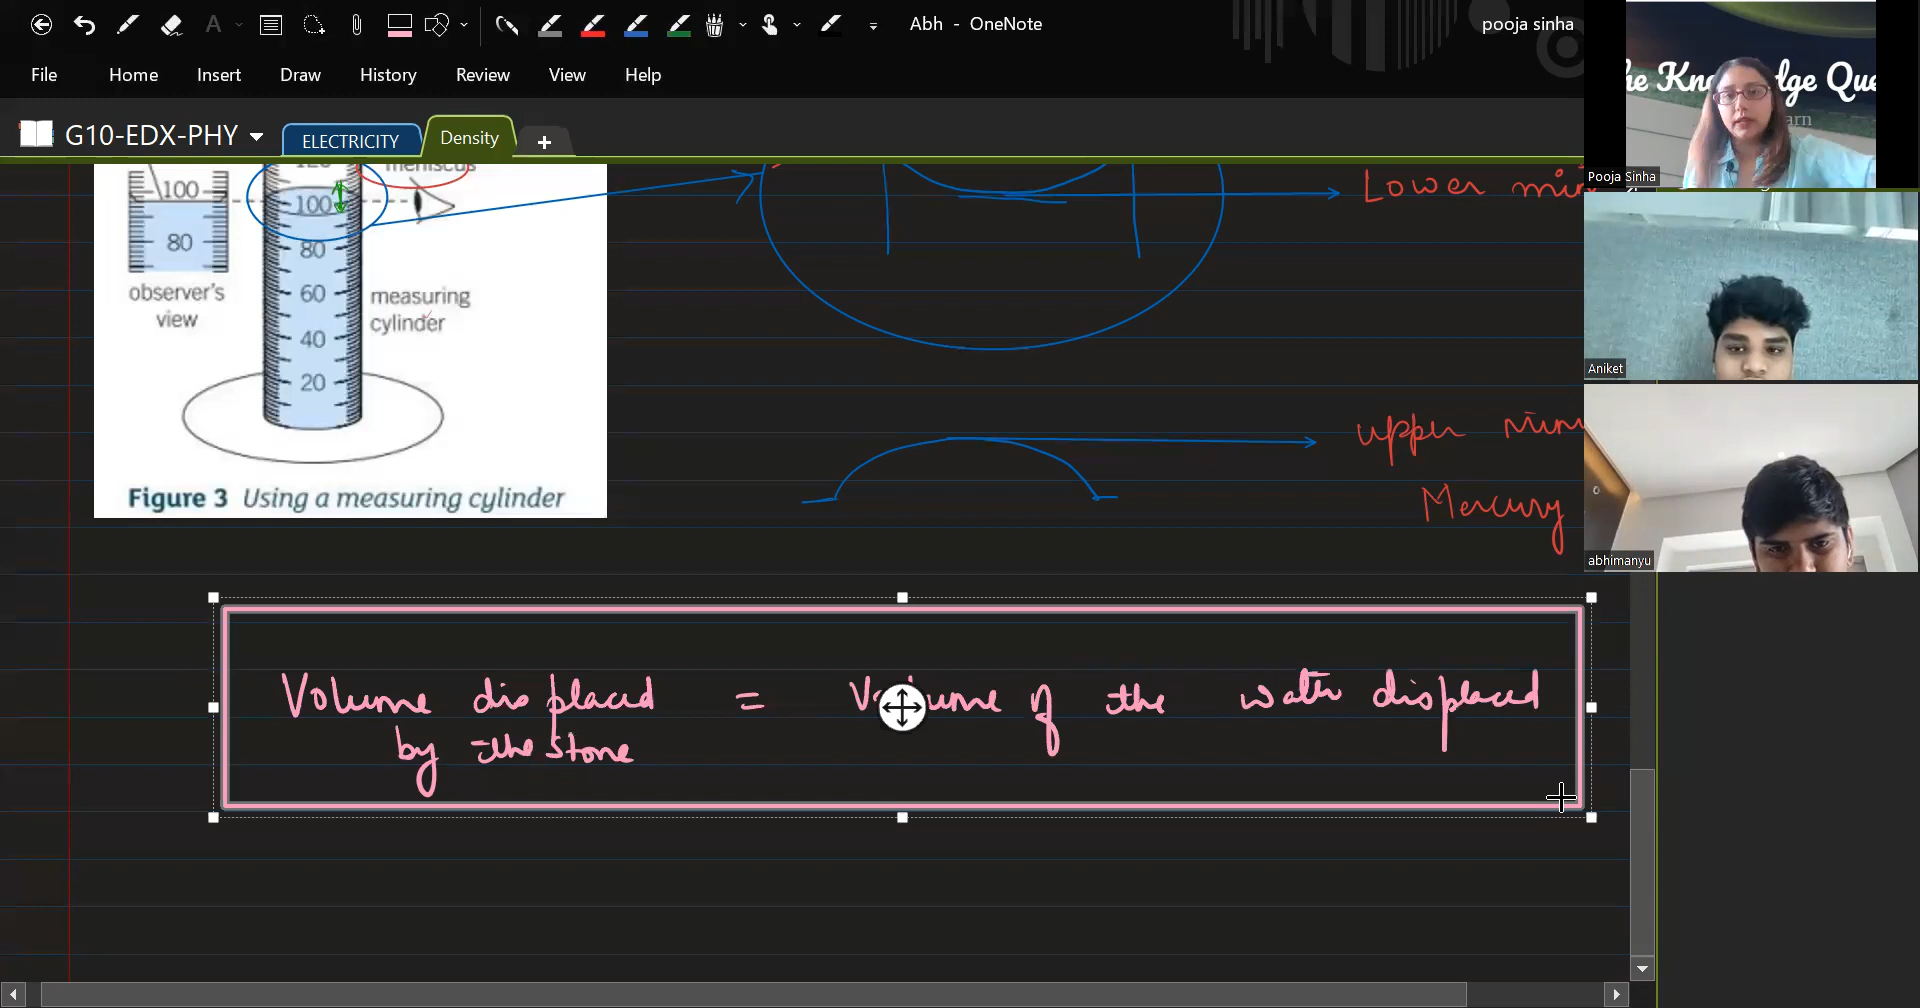 Abh - OneNote
pooja sinha
File Home Insert Draw History Review View Help
G10-EDX-PHY
ELECTRICITY
Density
+
Pooja Sinha
Aniket
abhimanyu
meniscus
100
80
observer's
view
120
100
80
60
40
20
measuring
cylinder
Figure 3 Using a measuring cylinder
Lower
upper
Mercury
Volume displaced = Volume of the water displaced
by the stone